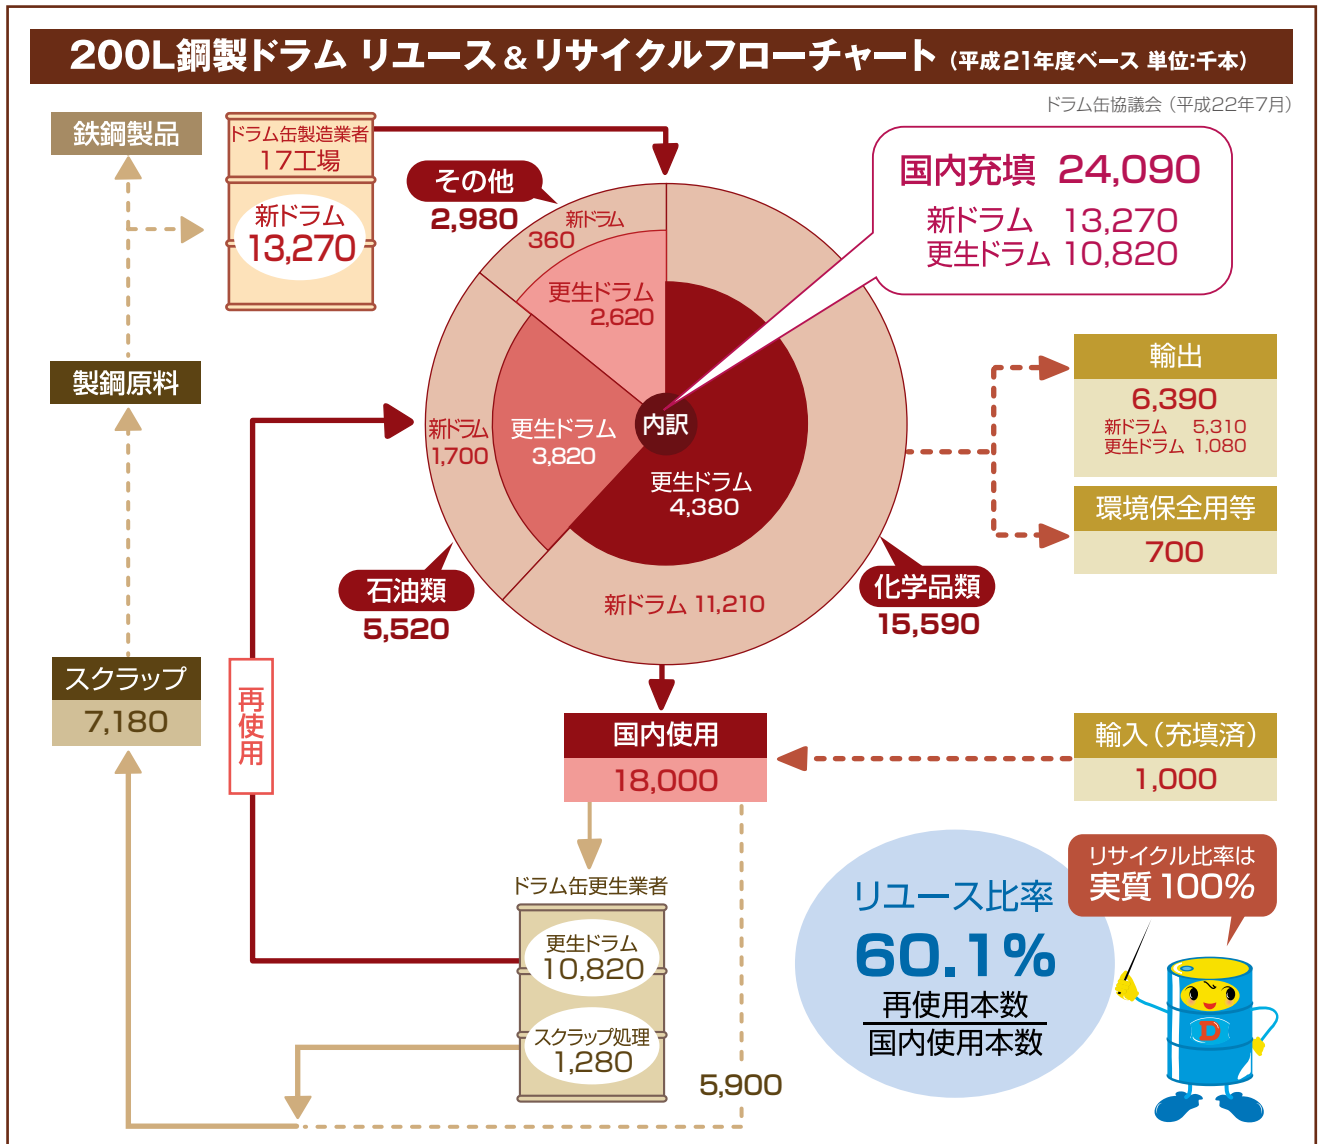 200L鋼製ドラム リユース&リサイクルフローチャート (平成21年度ベース 単位:千本)
ドラム缶協議会 (平成22年7月)
鉄鋼製品
ドラム缶製造業者
17工場
新ドラム
13,270
その他
2,980
新ドラム
360
更生ドラム
2,620
国内充填 24,090
新ドラム 13,270
更生ドラム 10,820
製鋼原料
新ドラム
1,700
更生ドラム
3,820
内訳
更生ドラム
4,380
輸出
6,390
新ドラム 5,310
更生ドラム 1,080
環境保全用等
700
石油類
5,520
新ドラム 11,210
化学品類
15,590
スクラップ
7,180
再使用
国内使用
18,000
輸入(充填済)
1,000
ドラム缶更生業者
更生ドラム
10,820
スクラップ処理
1,280
5,900
リユース比率
60.1%
再使用本数
国内使用本数
リサイクル比率は
実質100%
D